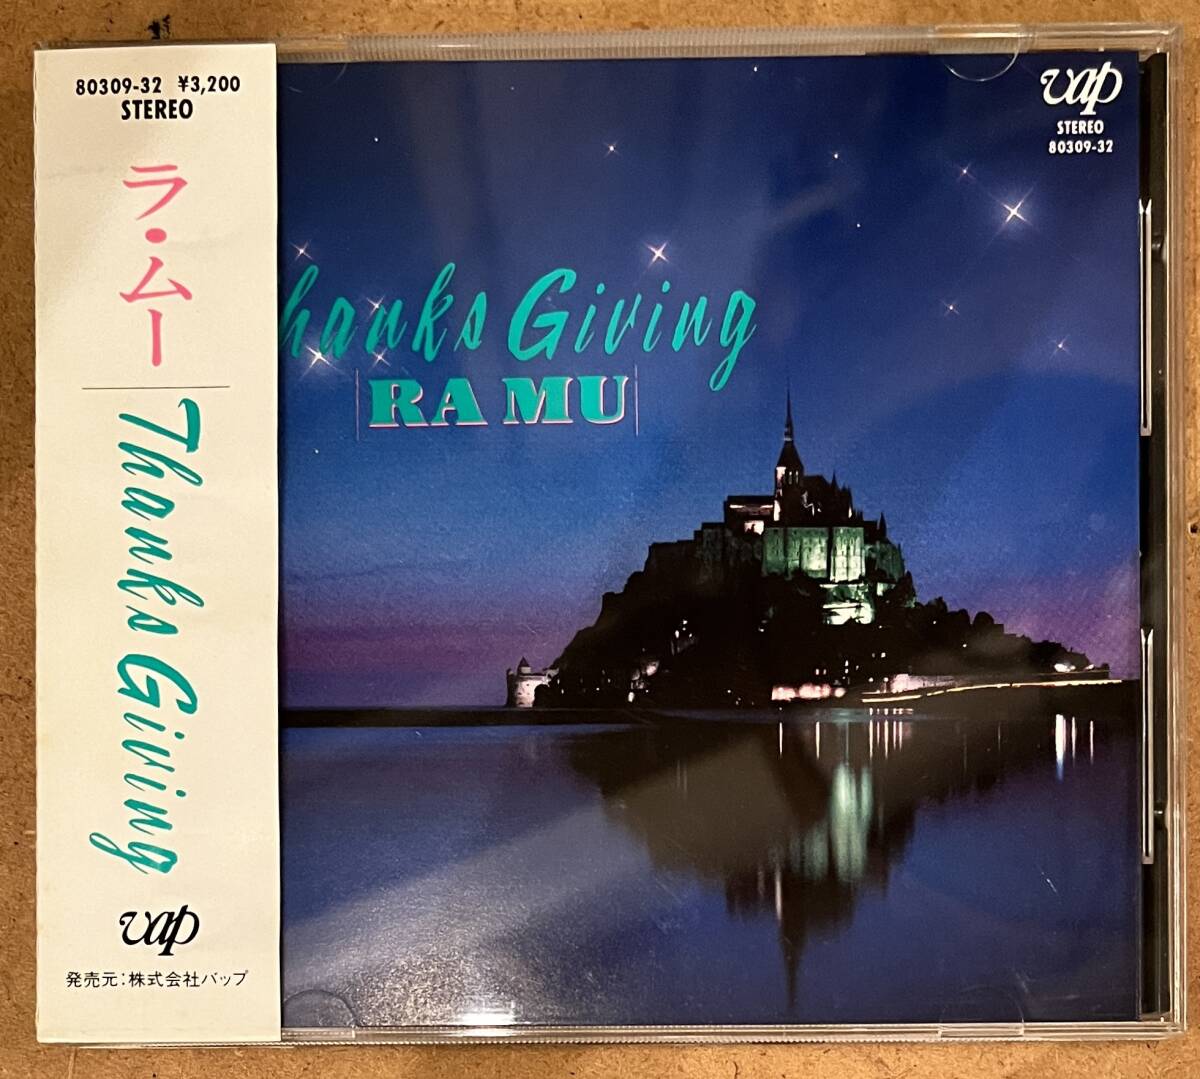 80309-32 ¥3,200
STEREO
ラ・ムー
Thanks Giving
vap
発売元:株式会社バップ
hanks Giving
RA MU
vap
STEREO
80309-32